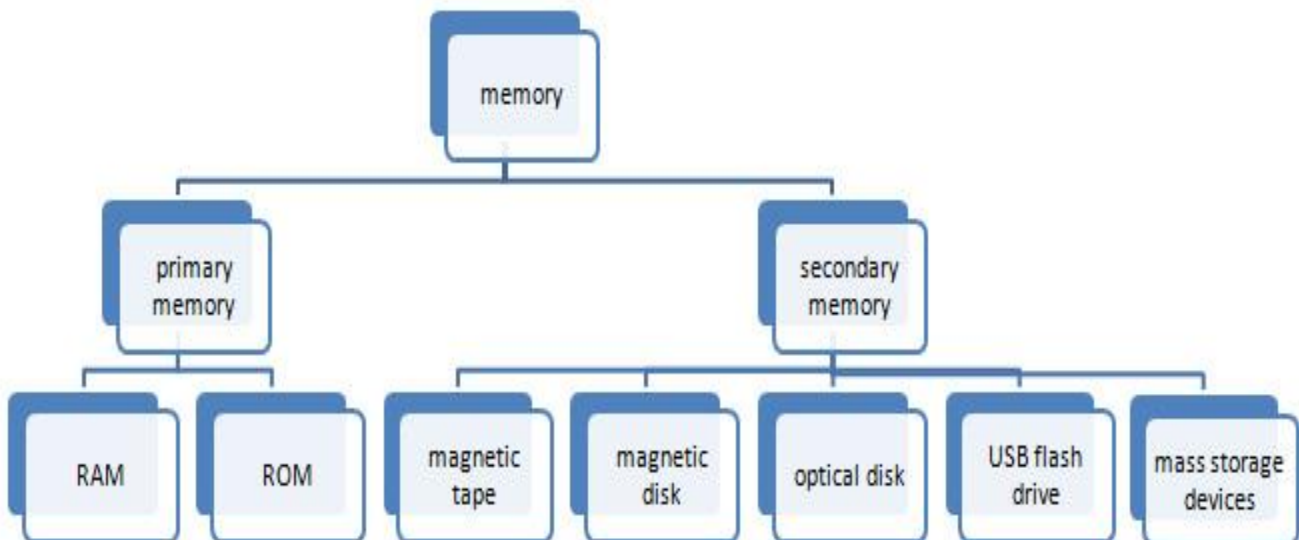 memory
primary
memory
secondary
memory
RAM
ROM
magnetic
tape
magnetic
disk
optical disk
USB flash
drive
mass storage
devices